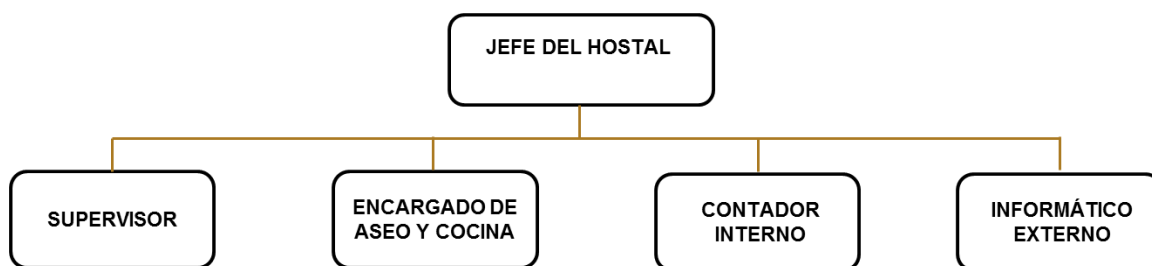 JEFE DEL HOSTAL
SUPERVISOR
ENCARGADO DE
ASEO Y COCINA
CONTADOR
INTERNO
INFORMÁTICO
EXTERNO